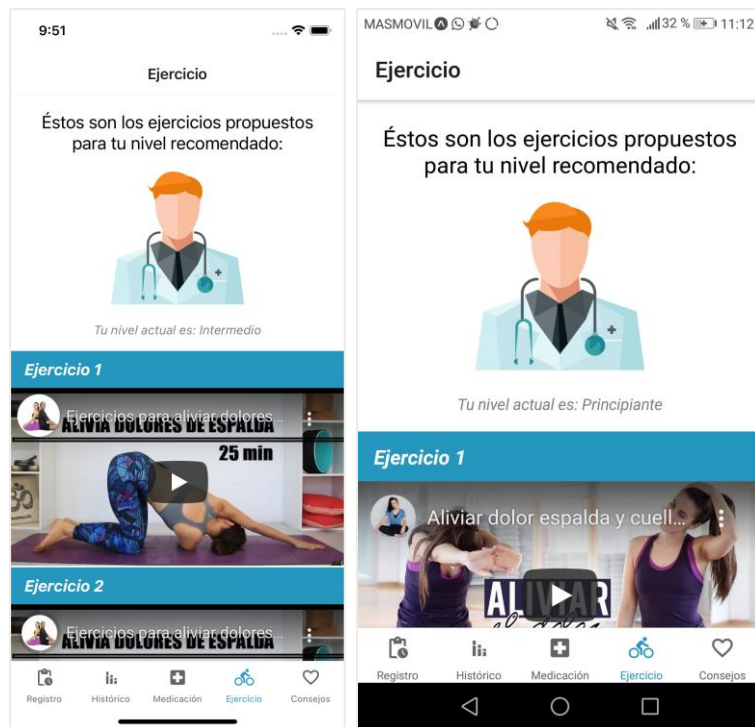 9:51
Ejercicio
Éstos son los ejercicios propuestos
para tu nivel recomendado:
Tu nivel actual es: Intermedio
Ejercicio 1
Ejercicios para aliviar dolores...
ALIVIA DOLORES DE ESPALDA
25 min
Ejercicio 2
Ejercicios para aliviar dolores...
ALIVIA DOLORES DE ESPALDA
Registro
Histórico
Medicación
Ejercicio
Consejos
MASMOVIL
32 %
11:12
Ejercicio
Éstos son los ejercicios propuestos
para tu nivel recomendado:
Tu nivel actual es: Principiante
Ejercicio 1
Aliviar dolor espalda y cuell...
ALIVIAR
Registro
Histórico
Medicación
Ejercicio
Consejos